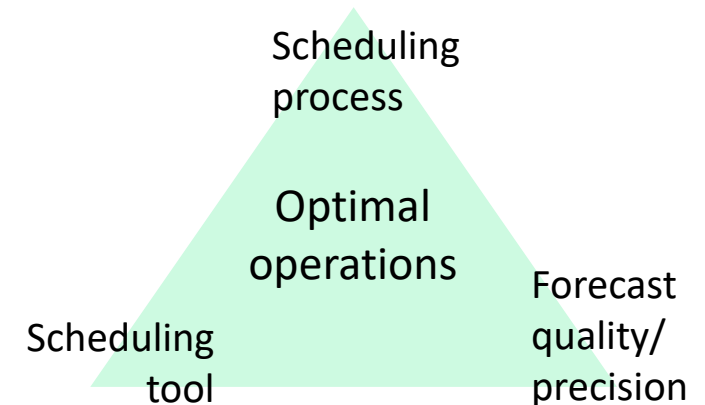 Scheduling
process
Optimal
operations
Forecast
quality/
precision
Scheduling
tool